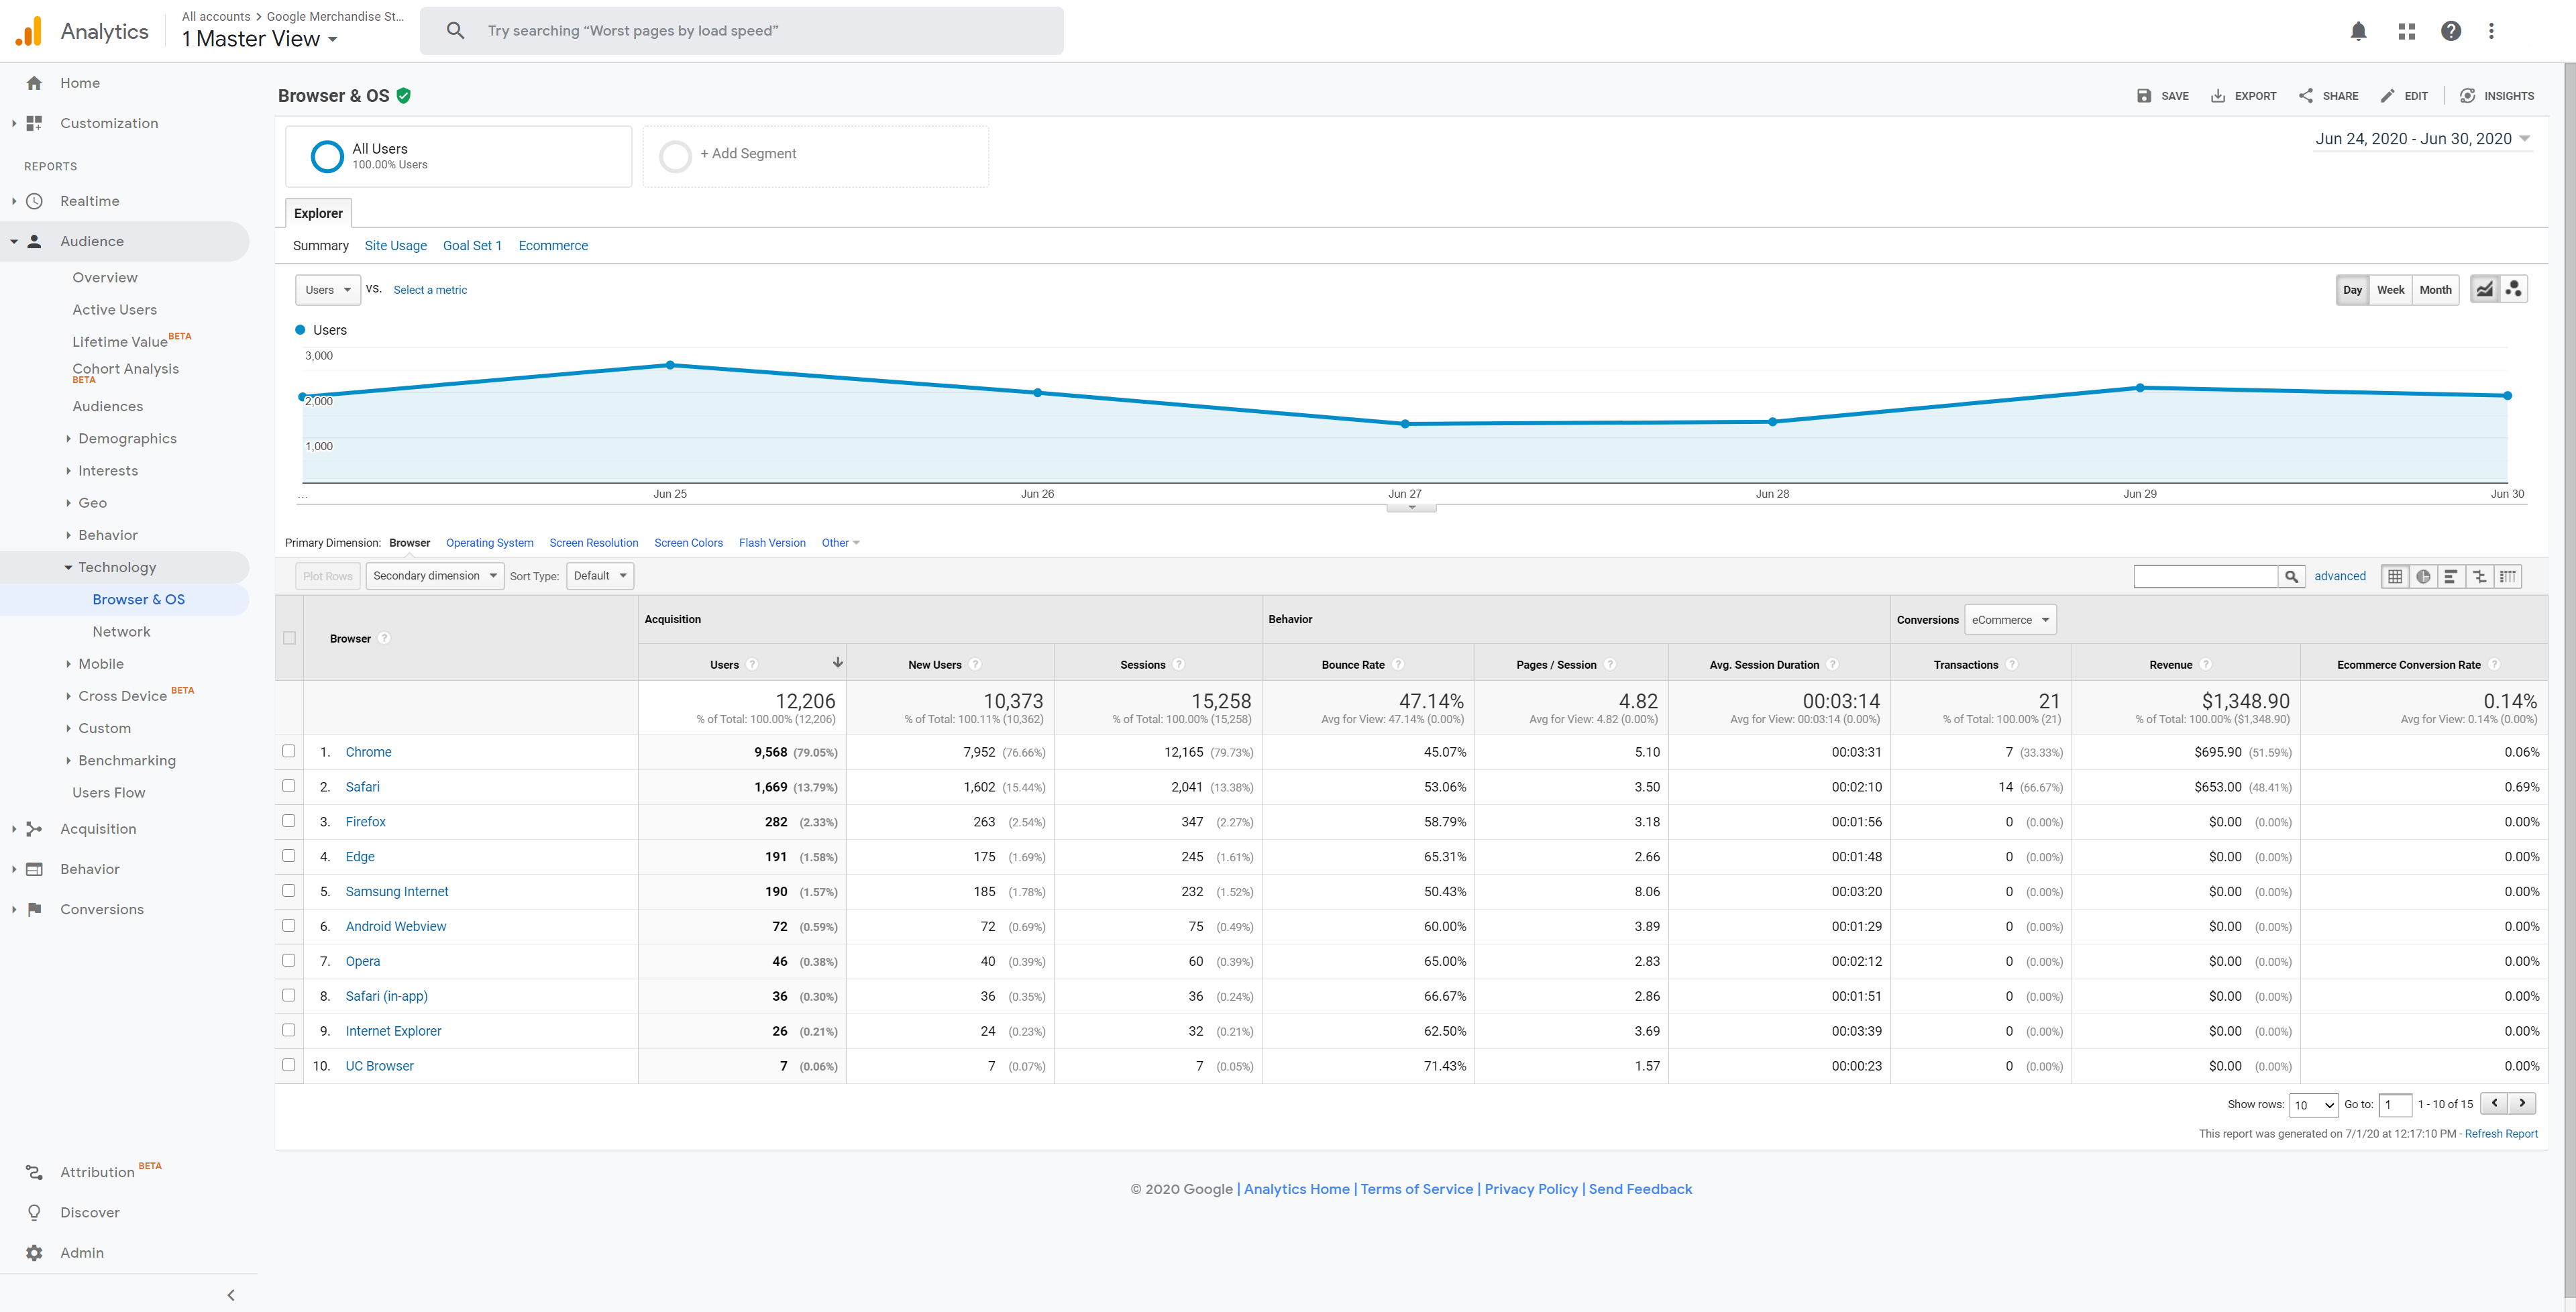 Analytics
All accounts > Google Merchandise St...
1 Master View
Try searching “Worst pages by load speed”
Home
Customization
REPORTS
Realtime
Audience
Overview
Active Users
Lifetime Value BETA
Cohort Analysis
BETA
Audiences
Demographics
Interests
Geo
Behavior
Technology
Browser & OS
Network
Mobile
Cross Device BETA
Custom
Benchmarking
Users Flow
Acquisition
Behavior
Conversions
Attribution BETA
Discover
Admin
Browser & OS
SAVE EXPORT SHARE EDIT INSIGHTS
All Users
100.00% Users
+ Add Segment
Jun 24, 2020 - Jun 30, 2020
Explorer
Summary Site Usage Goal Set 1 Ecommerce
Users VS. Select a metric
Day Week Month
Users
3,000
2,000
1,000
... Jun 25 Jun 26 Jun 27 Jun 28 Jun 29 Jun 30
Primary Dimension: Browser Operating System Screen Resolution Screen Colors Flash Version Other
Plot Rows Secondary dimension Sort Type: Default advanced
Browser ? Acquisition Behavior Conversions eCommerce
Users ? New Users ? Sessions ? Bounce Rate ? Pages / Session ? Avg. Session Duration ? Transactions ? Revenue ? Ecommerce Conversion Rate ?
12,206 10,373 15,258 47.14% 4.82 00:03:14 21 $1,348.90 0.14%
% of Total: 100.00% (12,206) % of Total: 100.11% (10,362) % of Total: 100.00% (15,258) Avg for View: 47.14% (0.00%) Avg for View: 4.82 (0.00%) Avg for View: 00:03:14 (0.00%) % of Total: 100.00% (21) % of Total: 100.00% ($1,348.90) Avg for View: 0.14% (0.00%)
1. Chrome 9,568 (79.05%) 7,952 (76.66%) 12,165 (79.73%) 45.07% 5.10 00:03:31 7 (33.33%) $695.90 (51.59%) 0.06%
2. Safari 1,669 (13.79%) 1,602 (15.44%) 2,041 (13.38%) 53.06% 3.50 00:02:10 14 (66.67%) $653.00 (48.41%) 0.69%
3. Firefox 282 (2.33%) 263 (2.54%) 347 (2.27%) 58.79% 3.18 00:01:56 0 (0.00%) $0.00 (0.00%) 0.00%
4. Edge 191 (1.58%) 175 (1.69%) 245 (1.61%) 65.31% 2.66 00:01:48 0 (0.00%) $0.00 (0.00%) 0.00%
5. Samsung Internet 190 (1.57%) 185 (1.78%) 232 (1.52%) 50.43% 8.06 00:03:20 0 (0.00%) $0.00 (0.00%) 0.00%
6. Android Webview 72 (0.59%) 72 (0.69%) 75 (0.49%) 60.00% 3.89 00:01:29 0 (0.00%) $0.00 (0.00%) 0.00%
7. Opera 46 (0.38%) 40 (0.39%) 60 (0.39%) 65.00% 2.83 00:02:12 0 (0.00%) $0.00 (0.00%) 0.00%
8. Safari (in-app) 36 (0.30%) 36 (0.35%) 36 (0.24%) 66.67% 2.86 00:01:51 0 (0.00%) $0.00 (0.00%) 0.00%
9. Internet Explorer 26 (0.21%) 24 (0.23%) 32 (0.21%) 62.50% 3.69 00:03:39 0 (0.00%) $0.00 (0.00%) 0.00%
10. UC Browser 7 (0.06%) 7 (0.07%) 7 (0.05%) 71.43% 1.57 00:00:23 0 (0.00%) $0.00 (0.00%) 0.00%
Show rows: 10 Go to: 1 1 - 10 of 15
This report was generated on 7/1/20 at 12:17:10 PM - Refresh Report
© 2020 Google | Analytics Home | Terms of Service | Privacy Policy | Send Feedback